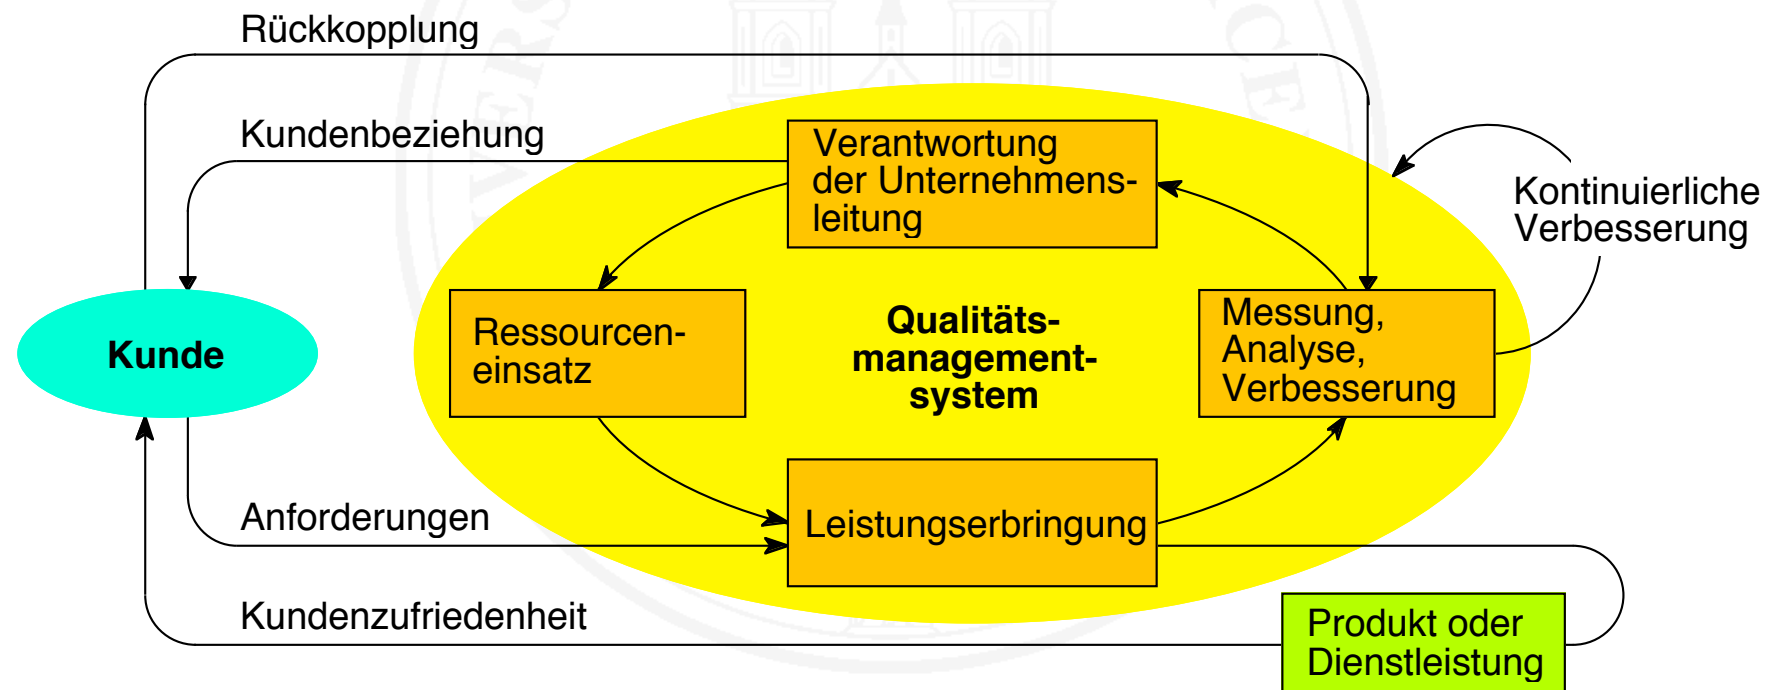 Rückkopplung
Kundenbeziehung
Verantwortung
der Unternehmens-
leitung
Kontinuierliche
Verbesserung
Kunde
Ressourcen-
einsatz
Qualitäts-
management-
system
Messung,
Analyse,
Verbesserung
Anforderungen
Leistungserbringung
Kundenzufriedenheit
Produkt oder
Dienstleistung